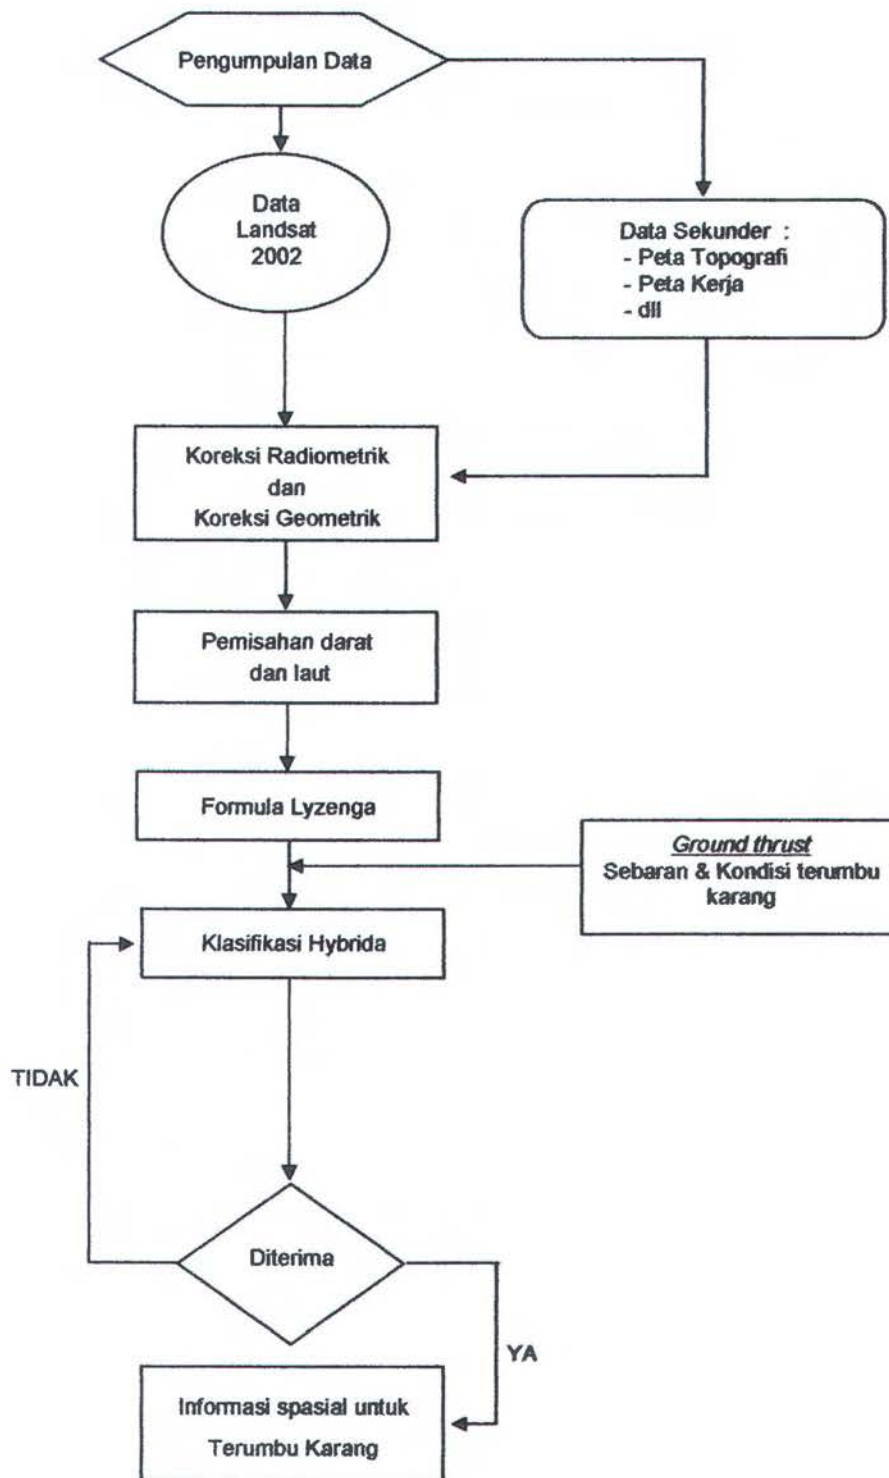 Pengumpulan Data
Data
Landsat
2002
Data Sekunder :
- Peta Topografi
- Peta Kerja
- dll
Koreksi Radiometrik
dan
Koreksi Geometrik
Pemisahan darat
dan laut
Formula Lyzenga
Ground thrust
Sebaran & Kondisi terumbu
karang
Klasifikasi Hybrida
TIDAK
Diterima
YA
Informasi spasial untuk
Terumbu Karang